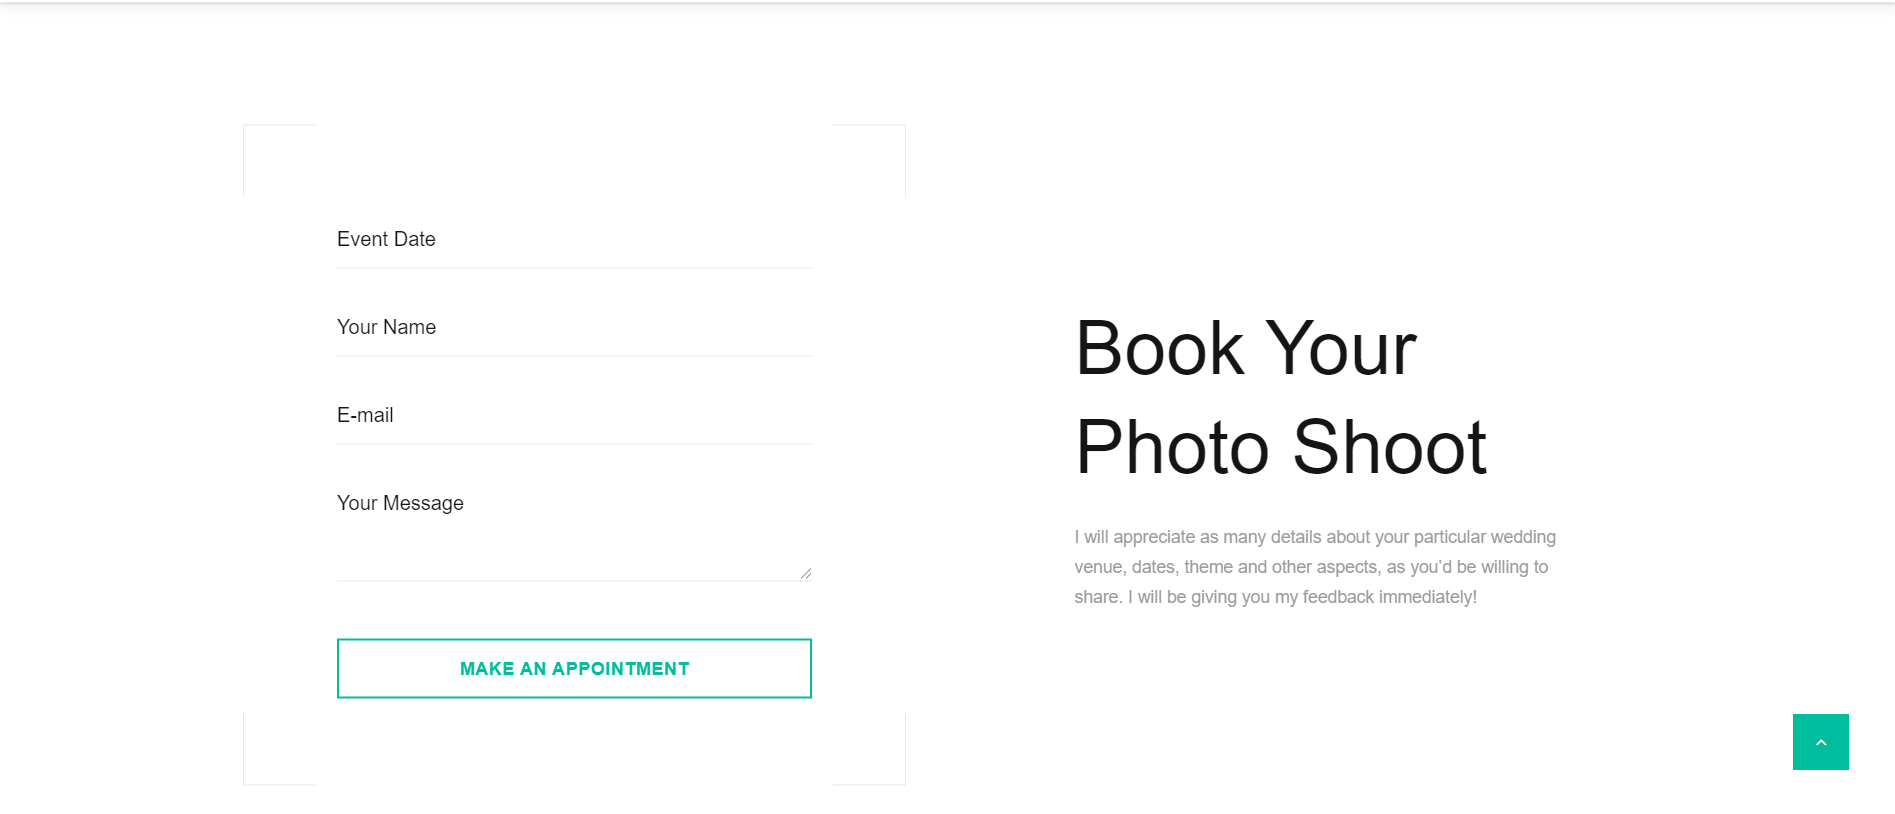 Event Date
Your Name
E-mail
Your Message
MAKE AN APPOINTMENT
Book Your
Photo Shoot
I will appreciate as many details about your particular wedding
venue, dates, theme and other aspects, as you’d be willing to
share. I will be giving you my feedback immediately!